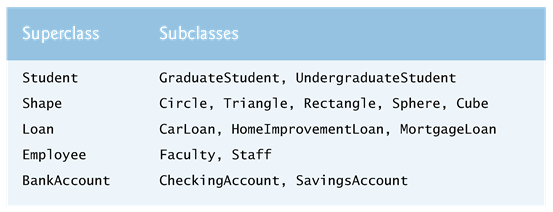 Superclass Subclasses
Student GraduateStudent, UndergraduateStudent
Shape Circle, Triangle, Rectangle, Sphere, Cube
Loan CarLoan, HomeImprovementLoan, MortgageLoan
Employee Faculty, Staff
BankAccount CheckingAccount, SavingsAccount